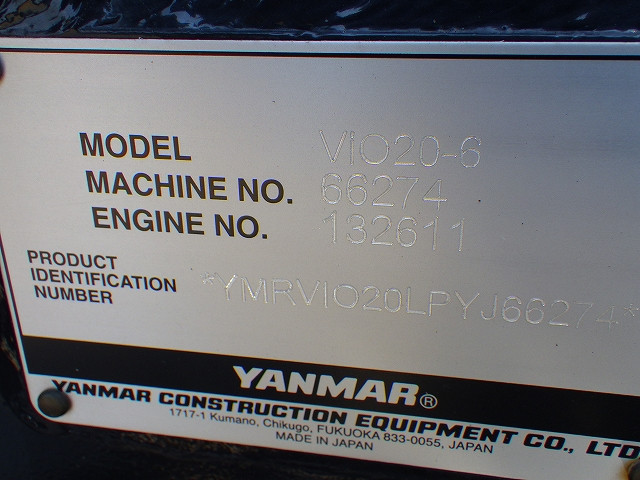 MODEL ViO20-6
MACHINE NO. 66274
ENGINE NO. 132611
PRODUCT
IDENTIFICATION
NUMBER
*YMRVIO20LPYJ66274*
YANMAR®
YANMAR CONSTRUCTION EQUIPMENT CO., LTD
1717-1 Kumano, Chikugo, FUKUOKA 833-0055, JAPAN
MADE IN JAPAN